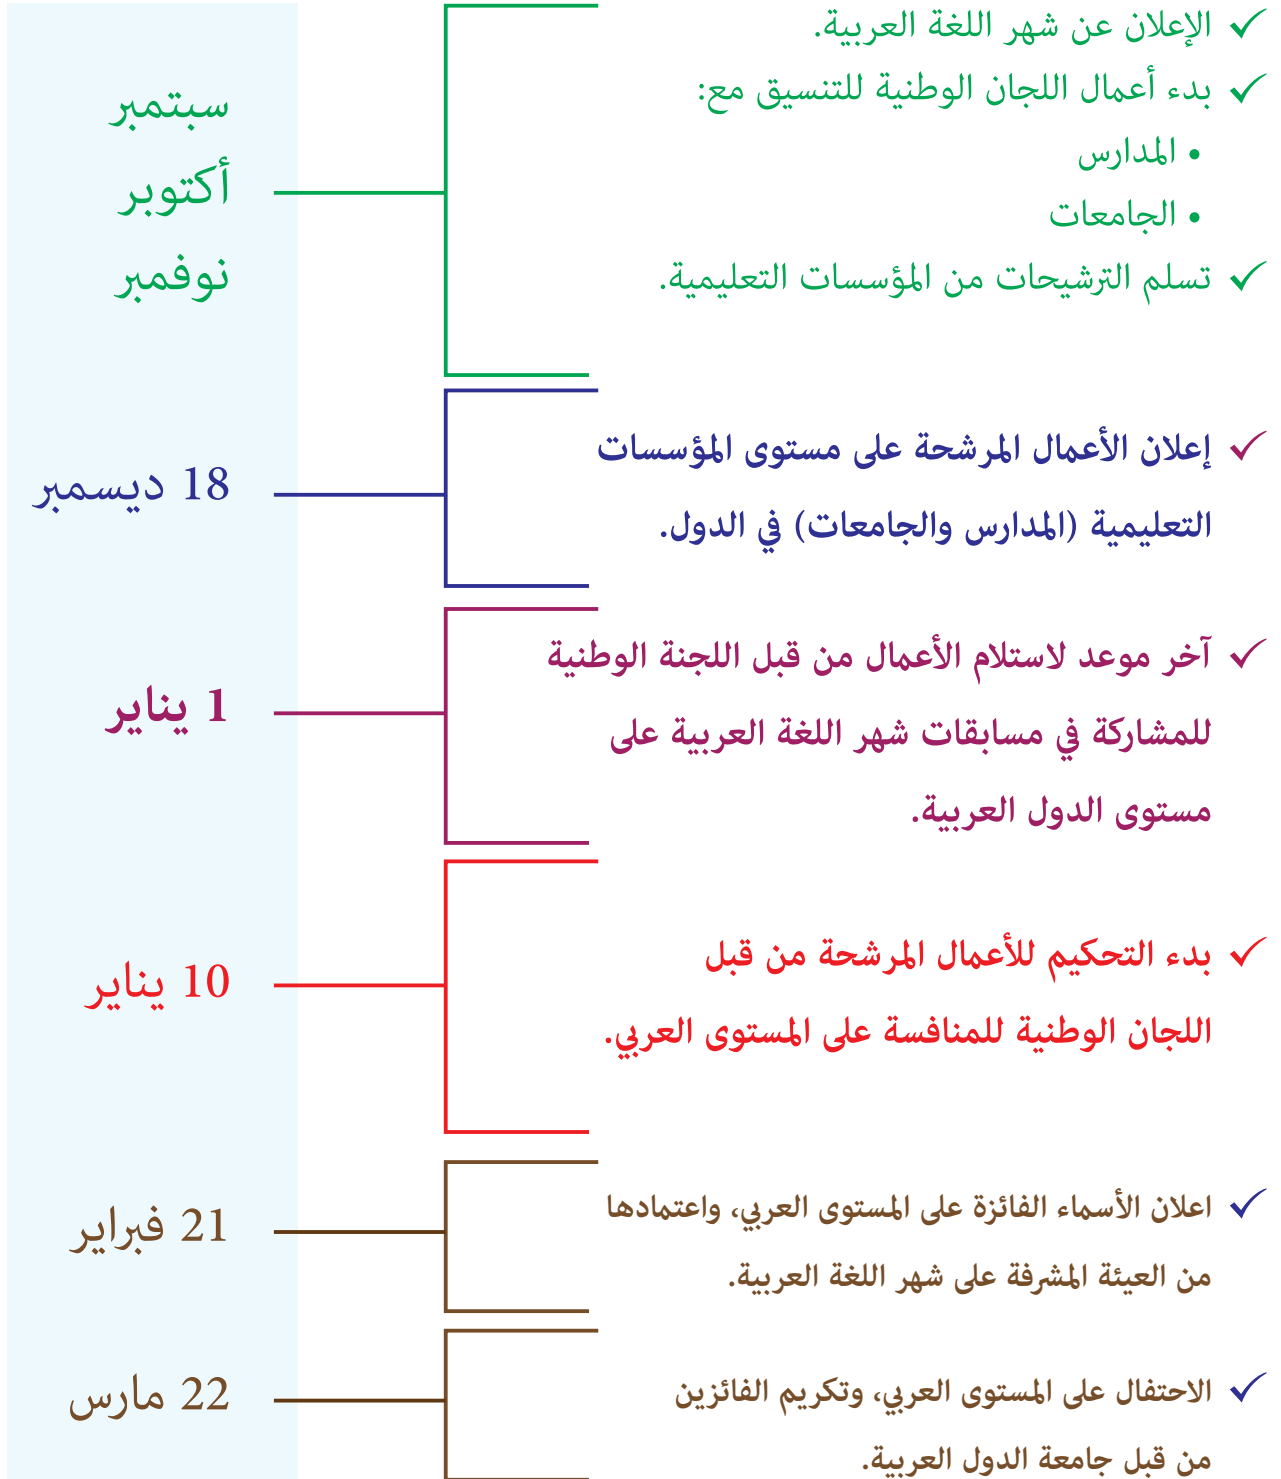 الإعلان عن شهر اللغة العربية.
بدء أعمال اللجان الوطنية للتنسيق مع:
• المدارس
• الجامعات
تسلم الترشيحات من المؤسسات التعليمية.
سبتمبر
أكتوبر
نوفمبر
إعلان الأعمال المرشحة على مستوى المؤسسات
التعليمية (المدارس والجامعات) في الدول.
18 ديسمبر
آخر موعد لاستلام الأعمال من قبل اللجنة الوطنية
للمشاركة في مسابقات شهر اللغة العربية على
مستوى الدول العربية.
1 يناير
بدء التحكيم للأعمال المرشحة من قبل
اللجان الوطنية للمنافسة على المستوى العربي.
10 يناير
اعلان الأسماء الفائزة على المستوى العربي، واعتمادها
من العيئة المشرفة على شهر اللغة العربية.
21 فبراير
الاحتفال على المستوى العربي، وتكريم الفائزين
من قبل جامعة الدول العربية.
22 مارس